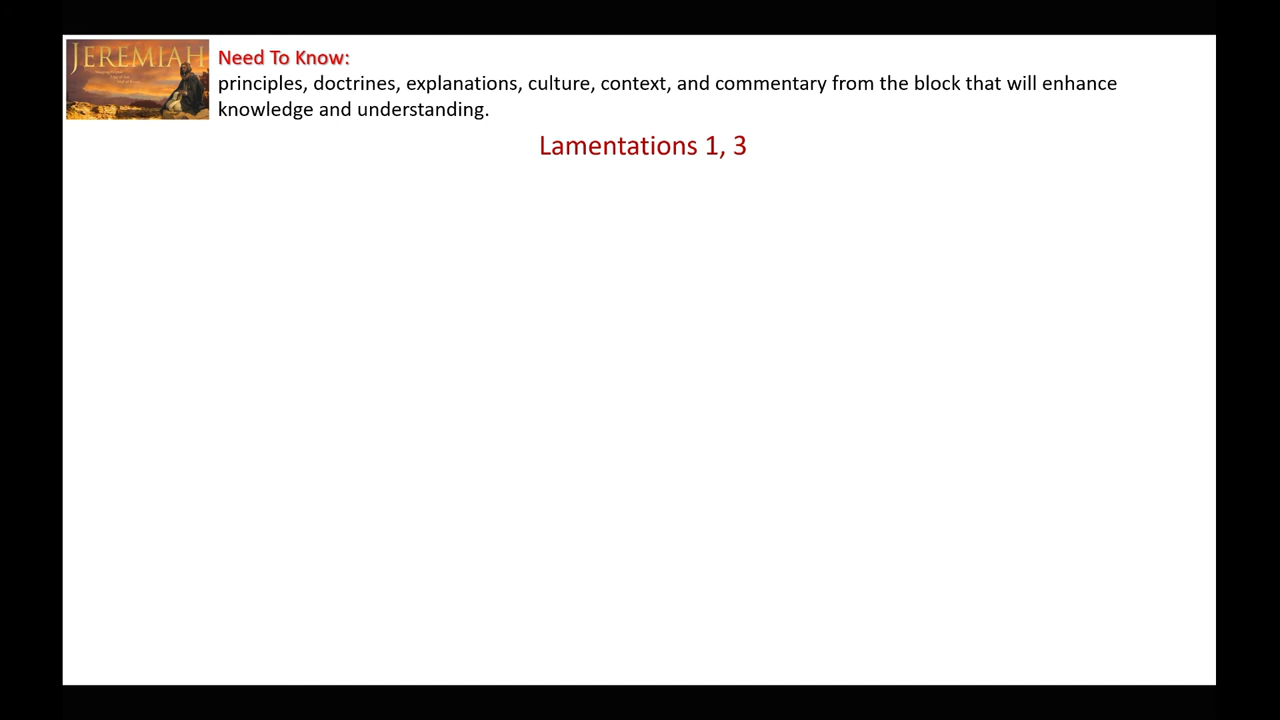 JEREMIAH
Need To Know:
principles, doctrines, explanations, culture, context, and commentary from the block that will enhance
knowledge and understanding.
Lamentations 1, 3